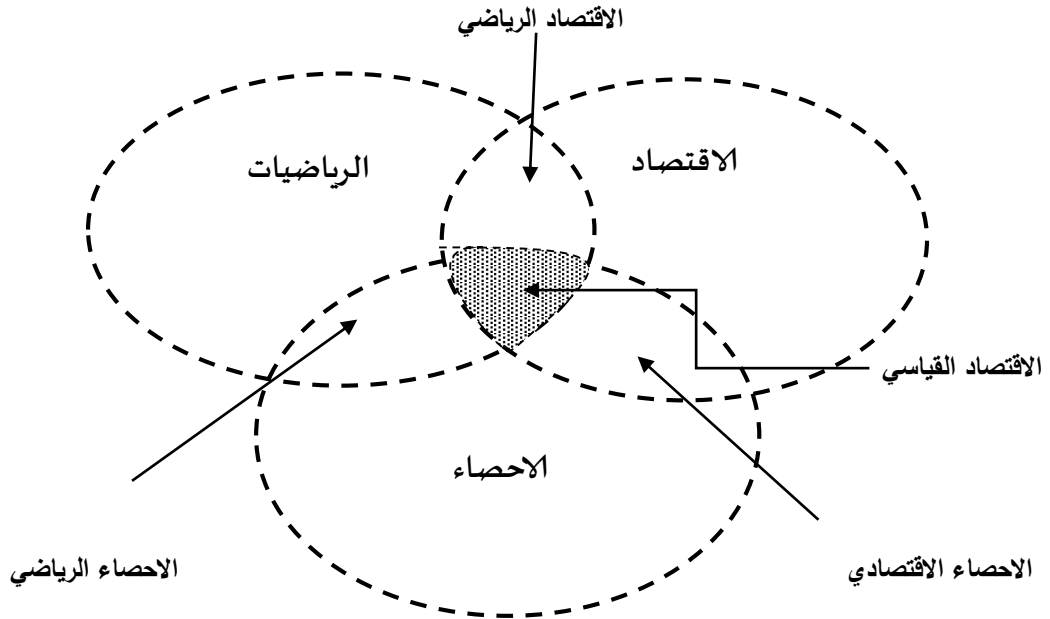 الاقتصاد الرياضي
الاقتصاد
الرياضيات
الاقتصاد القياسي
الاحصاء
الاحصاء الاقتصادي
الاحصاء الرياضي